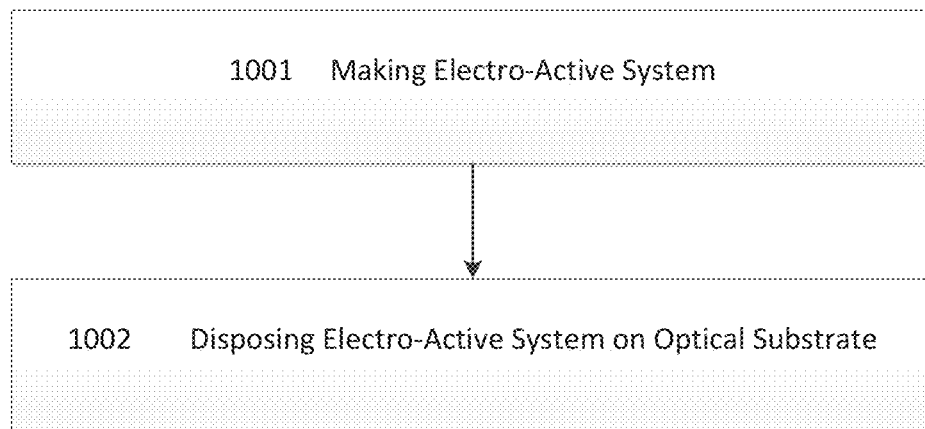 1001 Making Electro-Active System
1002 Disposing Electro-Active System on Optical Substrate